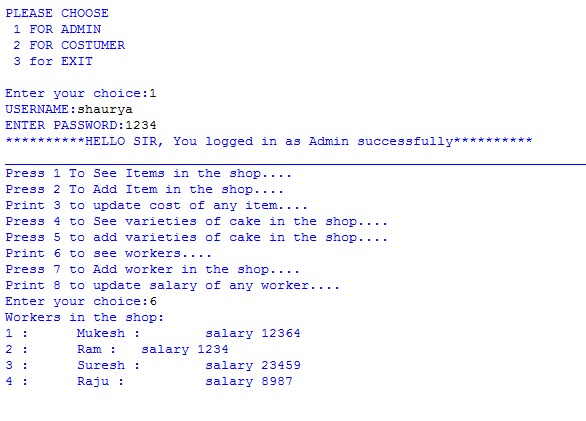 PLEASE CHOOSE
1 FOR ADMIN
2 FOR COSTUMER
3 for EXIT
Enter your choice:1
USERNAME:shaurya
ENTER PASSWORD:1234
**********HELLO SIR, You logged in as Admin successfully**********
Press 1 To See Items in the shop....
Press 2 To Add Item in the shop....
Print 3 to update cost of any item....
Press 4 to See varieties of cake in the shop....
Press 5 to add varieties of cake in the shop....
Print 6 to see workers....
Press 7 to Add worker in the shop....
Print 8 to update salary of any worker....
Enter your choice:6
Workers in the shop:
1 : Mukesh : salary 12364
2 : Ram : salary 1234
3 : Suresh : salary 23459
4 : Raju : salary 8987